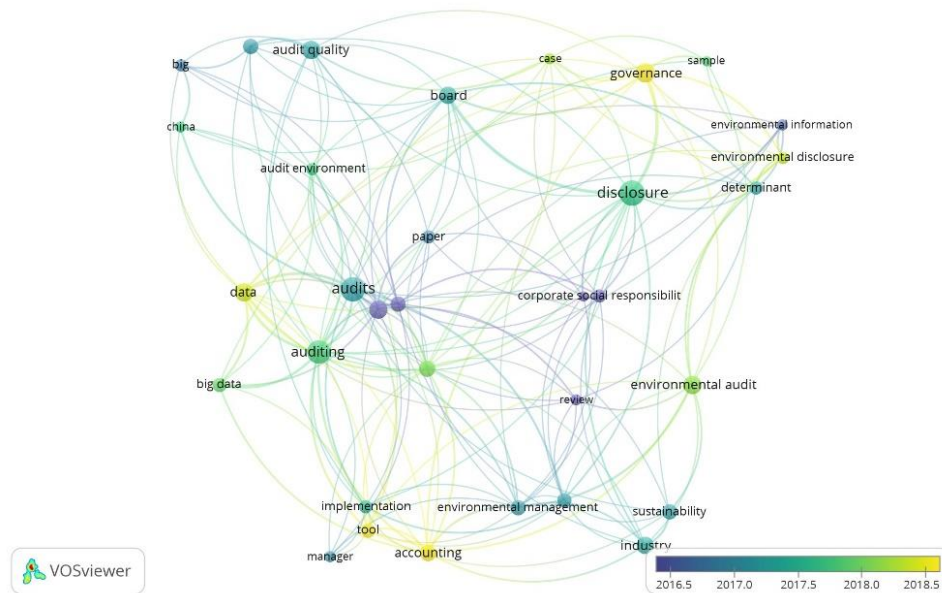 audit quality
big
case
sample
governance
board
china
environmental information
environmental disclosure
audit environment
determinant
disclosure
paper
audits
data
corporate social responsibilit
auditing
big data
environmental audit
review
implementation
environmental management
sustainability
tool
manager
accounting
industry
VOSviewer
2016.5 2017.0 2017.5 2018.0 2018.5